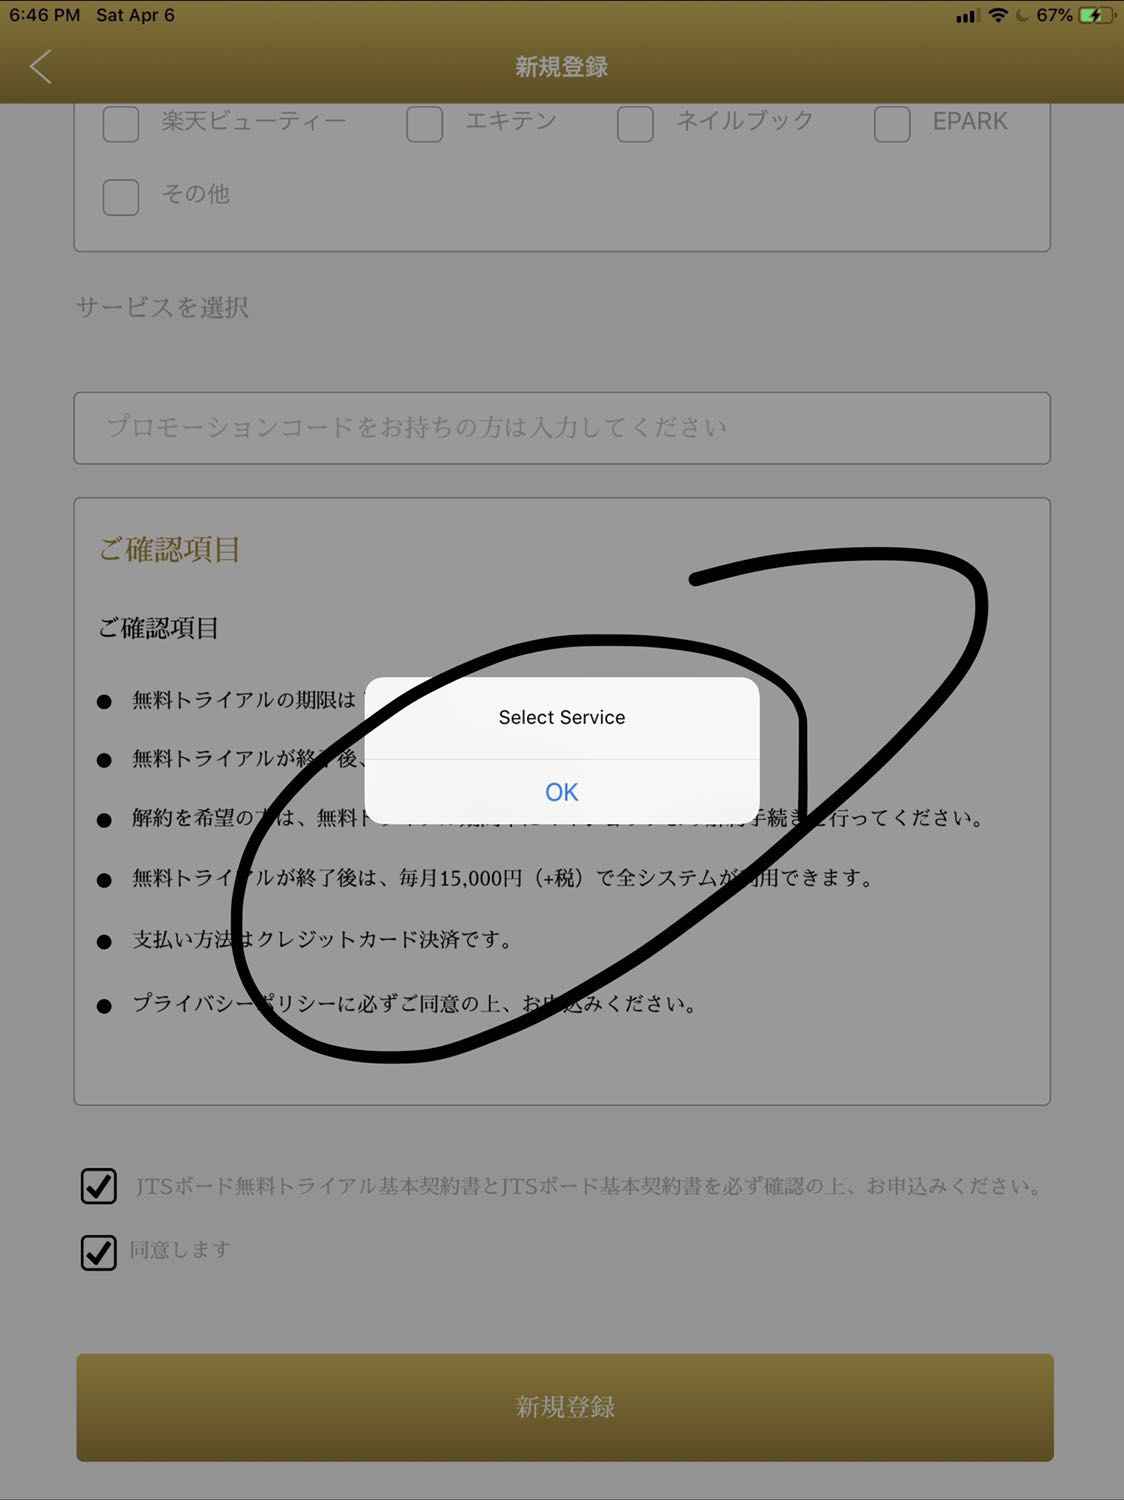 6:46 PM Sat Apr 6 67%
新規登録
楽天ビューティー エキテン ネイルブック EPARK
その他
サービスを選択
プロモーションコードをお持ちの方は入力してください
ご確認項目
ご確認項目
● 無料トライアルの期限は
● 無料トライアルが終了後、
Select Service
OK
● 解約を希望の方は、無料トライアル 解約手続きを行ってください。
● 無料トライアルが終了後は、毎月15,000円（+税）で全システムが利用できます。
● 支払い方法はクレジットカード決済です。
● プライバシーポリシーに必ずご同意の上、お申込みください。
JTSボード無料トライアル基本契約書とJTSボード基本契約書を必ず確認の上、お申込みください。
同意します
新規登録